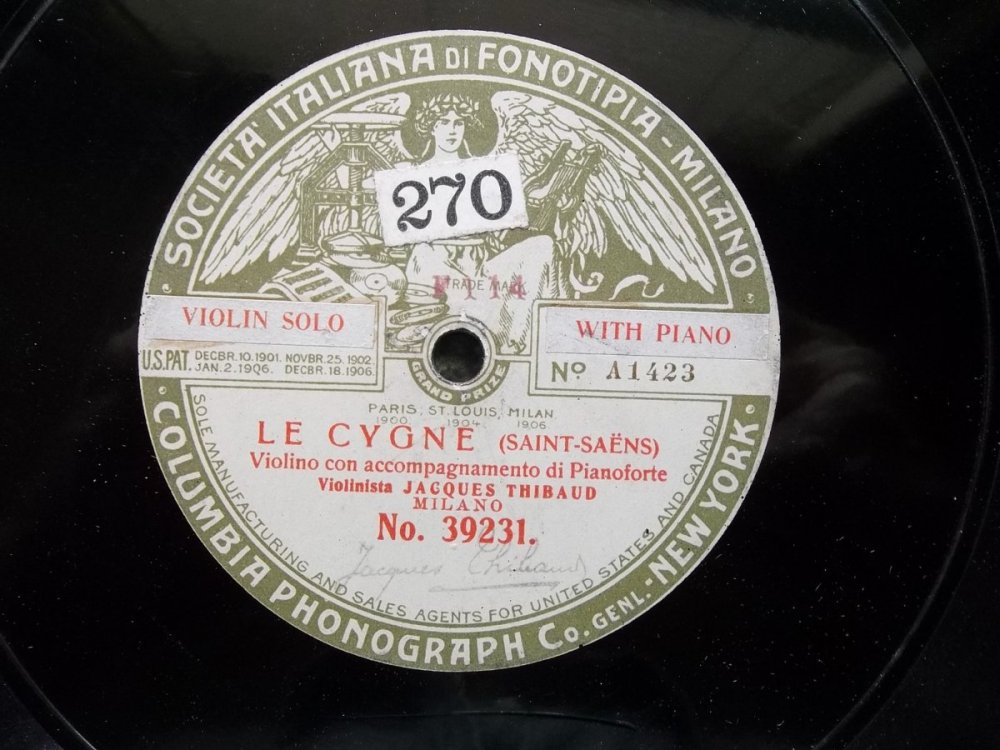 SOCIETÀ ITALIANA DI FONOTIPIA - MILANO
270
TRADE MARK
VIOLIN SOLO
WITH PIANO
U.S. PAT. DECBR. 10. 1901. NOVBR. 25. 1902.
JAN. 2. 1906. DECBR. 18. 1906.
No A1423
GRAND PRIZE
PARIS, ST. LOUIS, MILAN
1900. 1904. 1906.
LE CYGNE (SAINT-SAËNS)
Violino con accompagnamento di Pianoforte
Violinista JACQUES THIBAUD
MILANO
No. 39231.
Jacques Thibaud
SOLE MANUFACTURING AND SALES AGENTS FOR UNITED STATES AND CANADA
COLUMBIA PHONOGRAPH Co. GENL. - NEW YORK